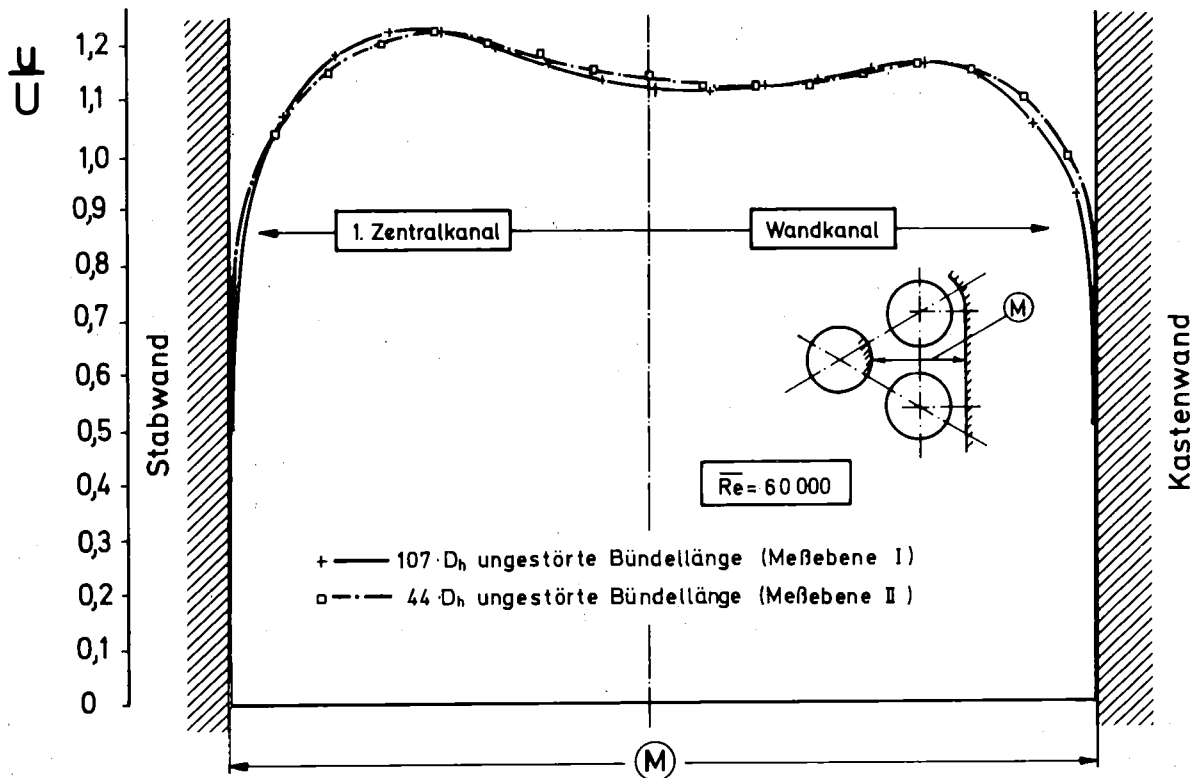 u
U
1,2
1,1
1,0
0,9
0,8
0,7
0,6
0,5
0,4
0,3
0,2
0,1
0
Stabwand
1. Zentralkanal
Wandkanal
M
Re = 60 000
+ 107·Dh ungestörte Bündellänge (Meßebene I)
44·Dh ungestörte Bündellänge (Meßebene II)
Kastenwand
M